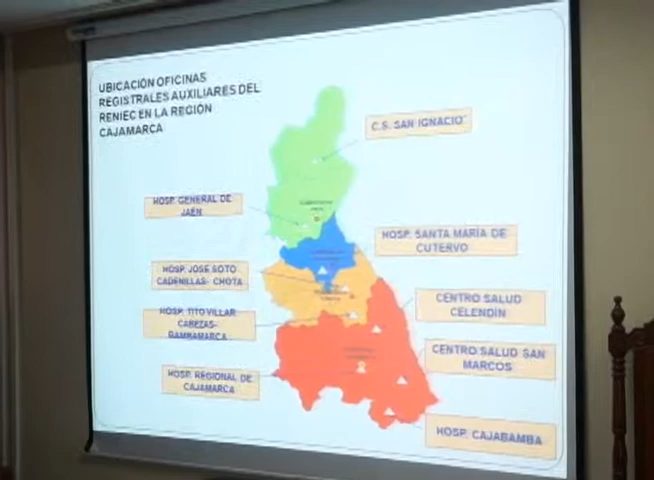 UBICACIÓN OFICINAS
REGISTRALES AUXILIARES DEL
RENIEC EN LA REGIÓN
CAJAMARCA
C.S. SAN IGNACIO
HOSP. GENERAL DE
JAÉN
HOSP. SANTA MARÍA DE
CUTERVO
HOSP. JOSE SOTO
CADENILLAS- CHOTA
CENTRO SALUD
CELENDÍN
HOSP. TITO VILLAR
CABEZAS-
BAMBAMARCA
CENTRO SALUD SAN
MARCOS
HOSP. REGIONAL DE
CAJAMARCA
HOSP. CAJABAMBA